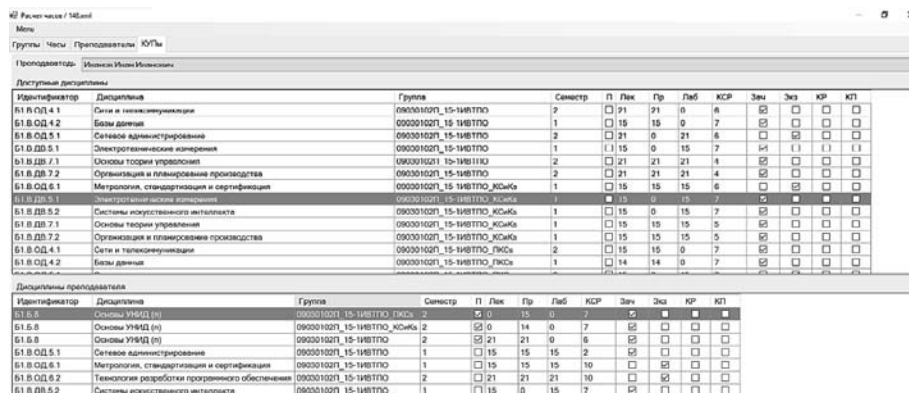 Расчет часов / 148.xml
Menu
Группы Часы Преподаватели КУПы
Преподаватель Иванов Иван Иванович
Доступные дисциплины
Идентификатор Дисциплина Группа Семестр П Лек Пр Лаб КСР Зач Экз КР КП
Б1.В.ОД.4.1 Сети и телекоммуникации 09030102П_15-1ИВТПО 2 21 21 0 6
Б1.В.ОД.4.2 Базы данных 09030102П_15-1ИВТПО 1 15 15 0 7
Б1.В.ОД.5.1 Сетевое администрирование 09030102П_15-1ИВТПО 2 21 0 21 6
Б1.В.ДВ.5.1 Электротехнические измерения 09030102П_15-1ИВТПО 1 15 0 15 7
Б1.В.ДВ.7.1 Основы теории управления 09030102П_15-1ИВТПО 2 21 21 21 4
Б1.В.ДВ.7.2 Организация и планирование производства 09030102П_15-1ИВТПО 2 21 21 21 4
Б1.В.ОД.6.1 Метрология, стандартизация и сертификация 09030102П_15-1ИВТПО_КСиКс 1 15 15 15 6
Б1.В.ДВ.5.1 Электротехнические измерения 09030102П_15-1ИВТПО_КСиКс 1 15 0 15 7
Б1.В.ДВ.5.2 Системы искусственного интеллекта 09030102П_15-1ИВТПО_КСиКс 1 15 0 15 7
Б1.В.ДВ.7.1 Основы теории управления 09030102П_15-1ИВТПО_КСиКс 1 15 15 15 5
Б1.В.ДВ.7.2 Организация и планирование производства 09030102П_15-1ИВТПО_КСиКс 1 15 15 15 5
Б1.В.ОД.4.1 Сети и телекоммуникации 09030102П_15-1ИВТПО_ПКСс 2 15 15 0 7
Б1.В.ОД.4.2 Базы данных 09030102П_15-1ИВТПО_ПКСс 1 14 14 0 7
Дисциплины преподавателя
Идентификатор Дисциплина Группа Семестр П Лек Пр Лаб КСР Зач Экз КР КП
Б1.Б.8 Основы УНИД (п) 09030102П_15-1ИВТПО_ПКСс 2 0 15 0 7
Б1.Б.8 Основы УНИД (п) 09030102П_15-1ИВТПО_КСиКс 2 0 14 0 7
Б1.Б.8 Основы УНИД (п) 09030102П_15-1ИВТПО 2 21 21 0 6
Б1.В.ОД.5.1 Сетевое администрирование 09030102П_15-1ИВТПО 1 15 15 15 2
Б1.В.ОД.6.1 Метрология, стандартизация и сертификация 09030102П_15-1ИВТПО 1 15 15 15 10
Б1.В.ОД.6.2 Технология разработки программного обеспечения 09030102П_15-1ИВТПО 2 21 21 21 10
Б1.В.ДВ.5.2 Системы искусственного интеллекта 09030102П_15-1ИВТПО 1 15 0 15 7